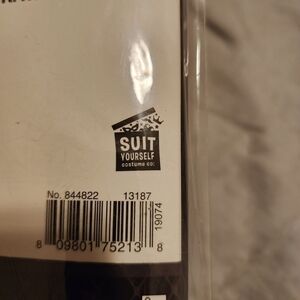 SUIT
YOURSELF
costume co.
No. 844822 13187
19074
8 09801 75213 8